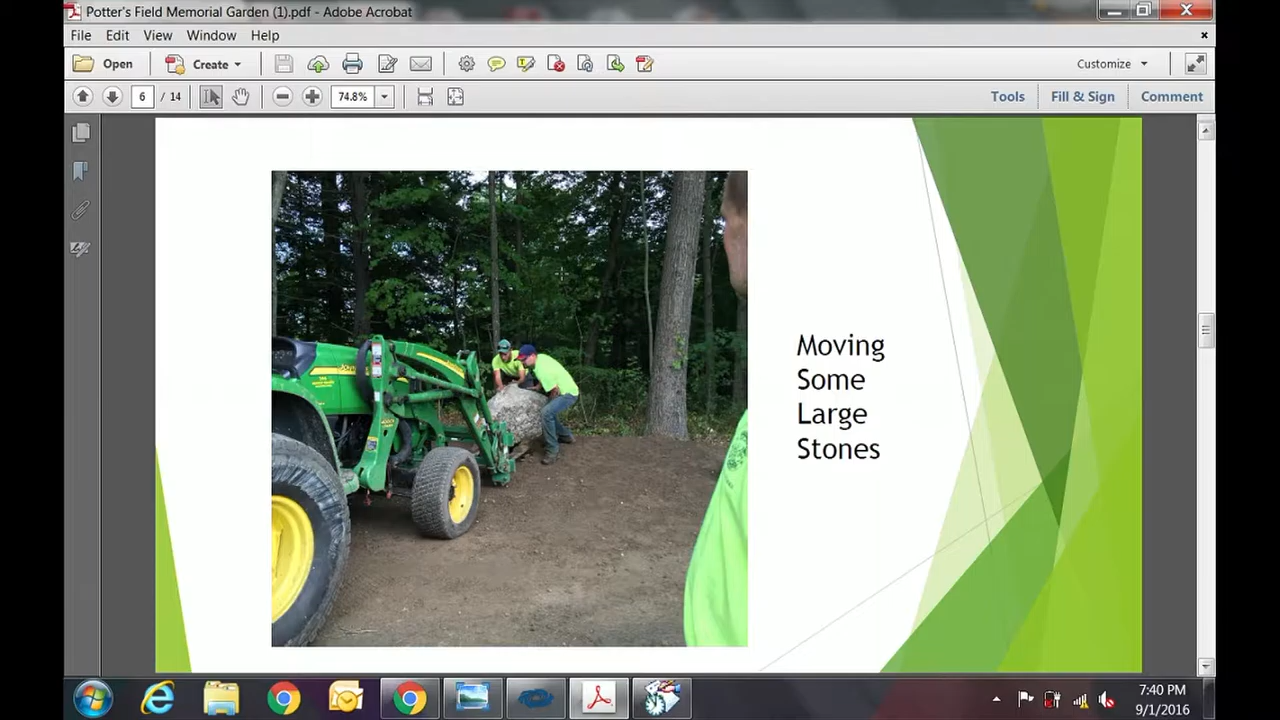 Potter's Field Memorial Garden (1).pdf - Adobe Acrobat
File Edit View Window Help
Open Create Customize
6 / 14 74.8% Tools Fill & Sign Comment
Moving
Some
Large
Stones
7:40 PM
9/1/2016